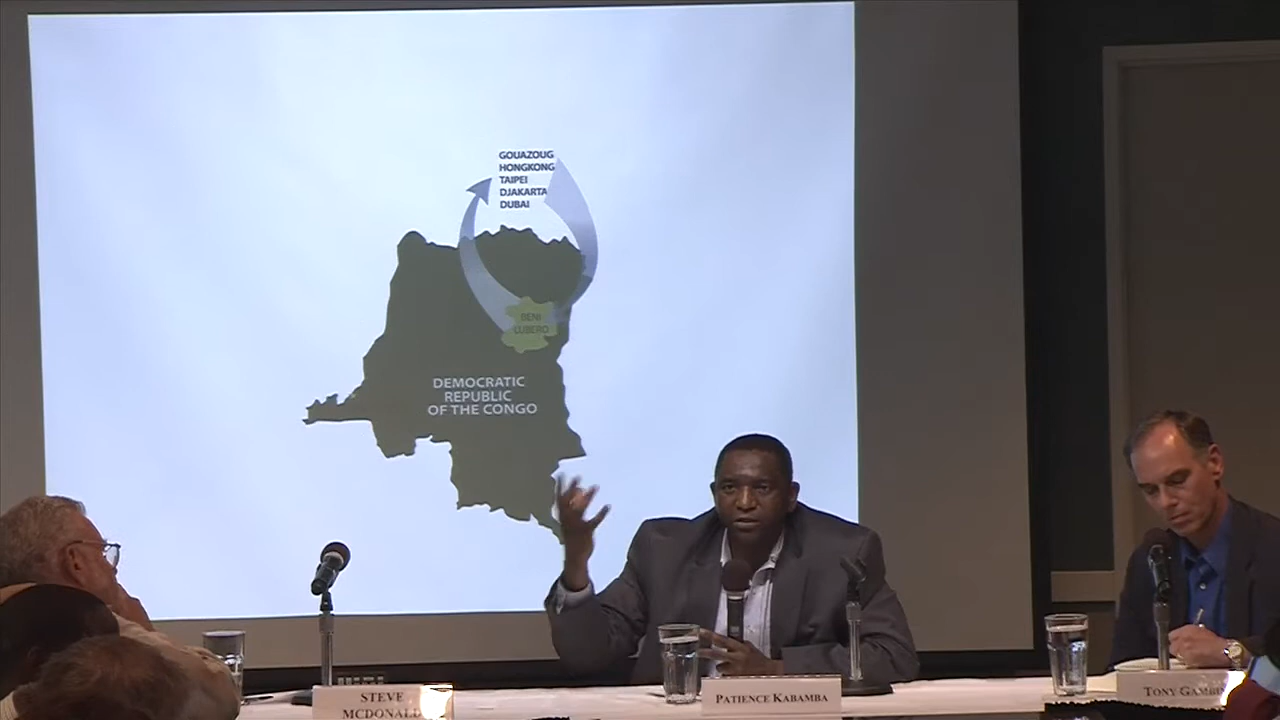 GOUAZOUG
HONGKONG
TAIPEI
DJAKARTA
DUBAI
BENI
LUBERO
DEMOCRATIC
REPUBLIC
OF THE CONGO
STEVE
MCDONALD
PATIENCE KABAMBA
TONY